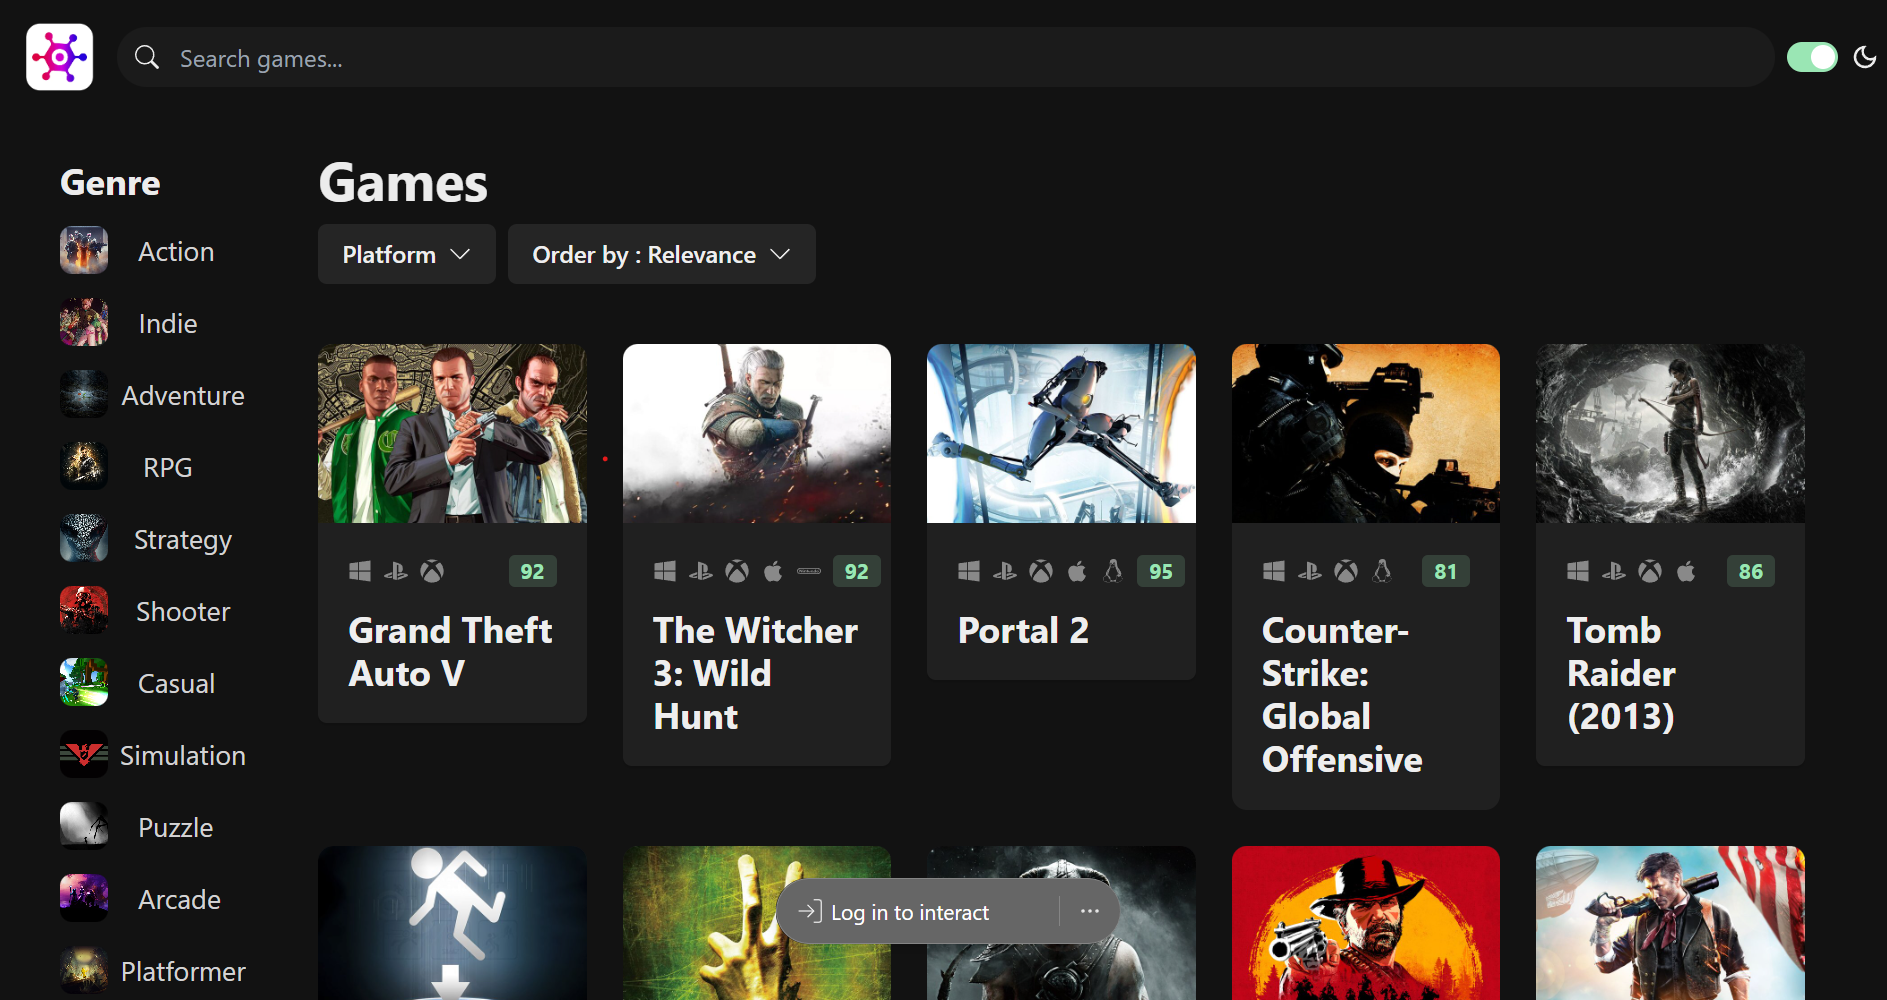 Search games...
Genre
Action
Indie
Adventure
RPG
Strategy
Shooter
Casual
Simulation
Puzzle
Arcade
Platformer
Games
Platform
Order by : Relevance
92
Grand Theft
Auto V
92
The Witcher
3: Wild
Hunt
95
Portal 2
81
Counter-
Strike:
Global
Offensive
86
Tomb
Raider
(2013)
Log in to interact